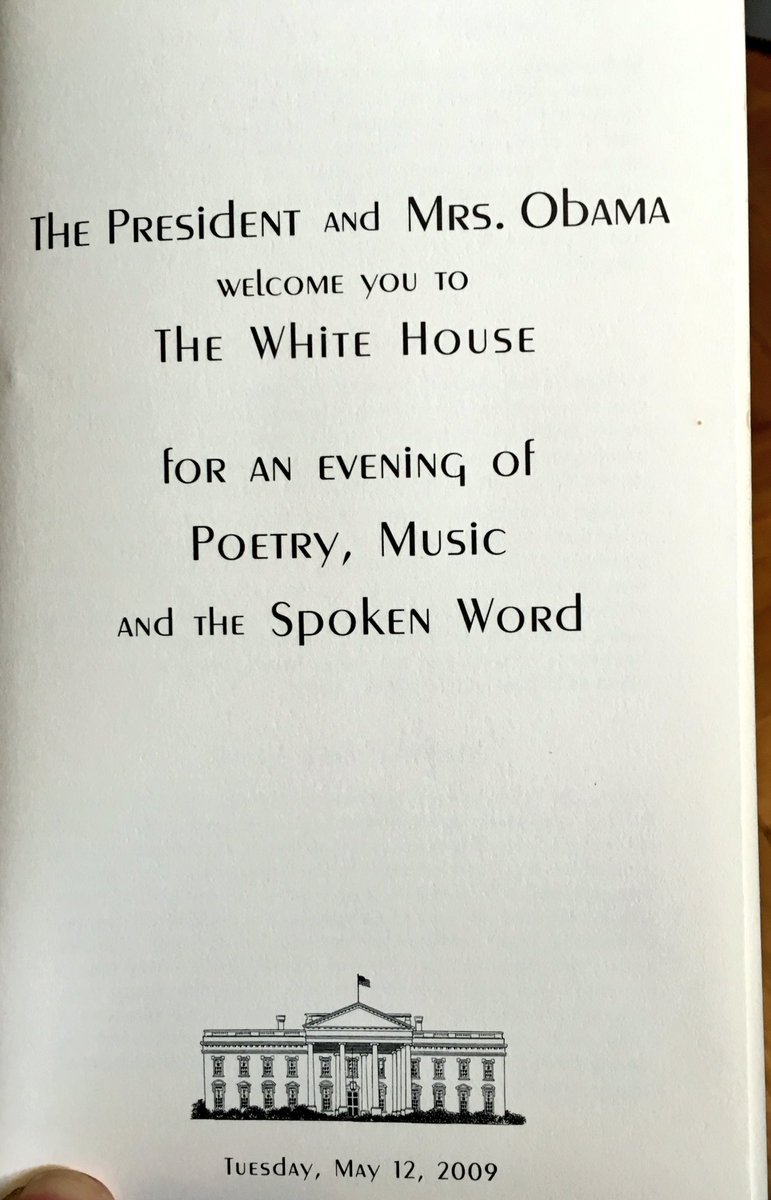 The President and Mrs. Obama
welcome you to
The White House
for an evening of
Poetry, Music
and the Spoken Word
Tuesday, May 12, 2009